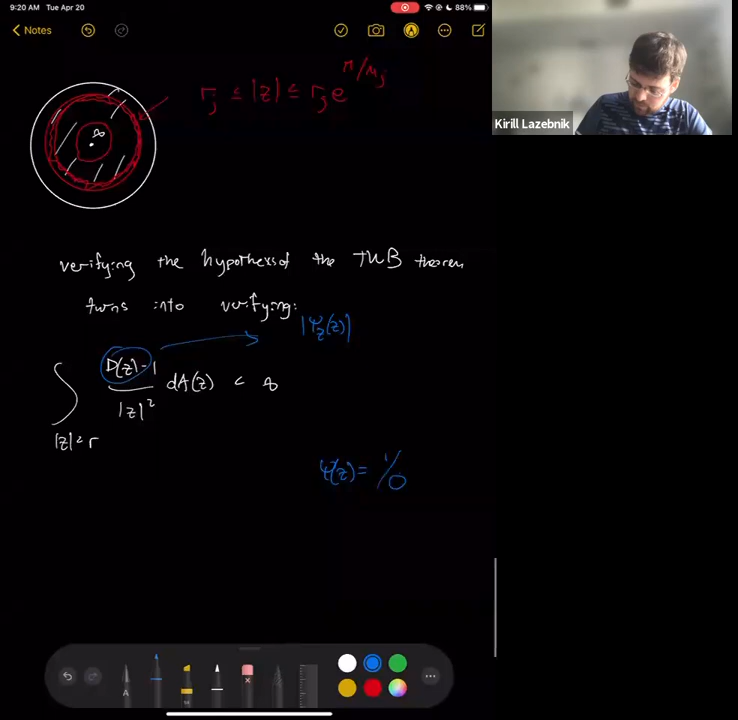 9:20 AM Tue Apr 20
88%
Notes
Kirill Lazebnik
r_j ≤ |z| ≤ r_j e^{π/M_j}
∞
verifying the hypothesis of the TWB theorem
turns into verifying:
|Ψ_z(z)|
∫_{|z|<r} (D(z)-1)/|z|² dA(z) < ∞
Ψ(z) = 1/
A